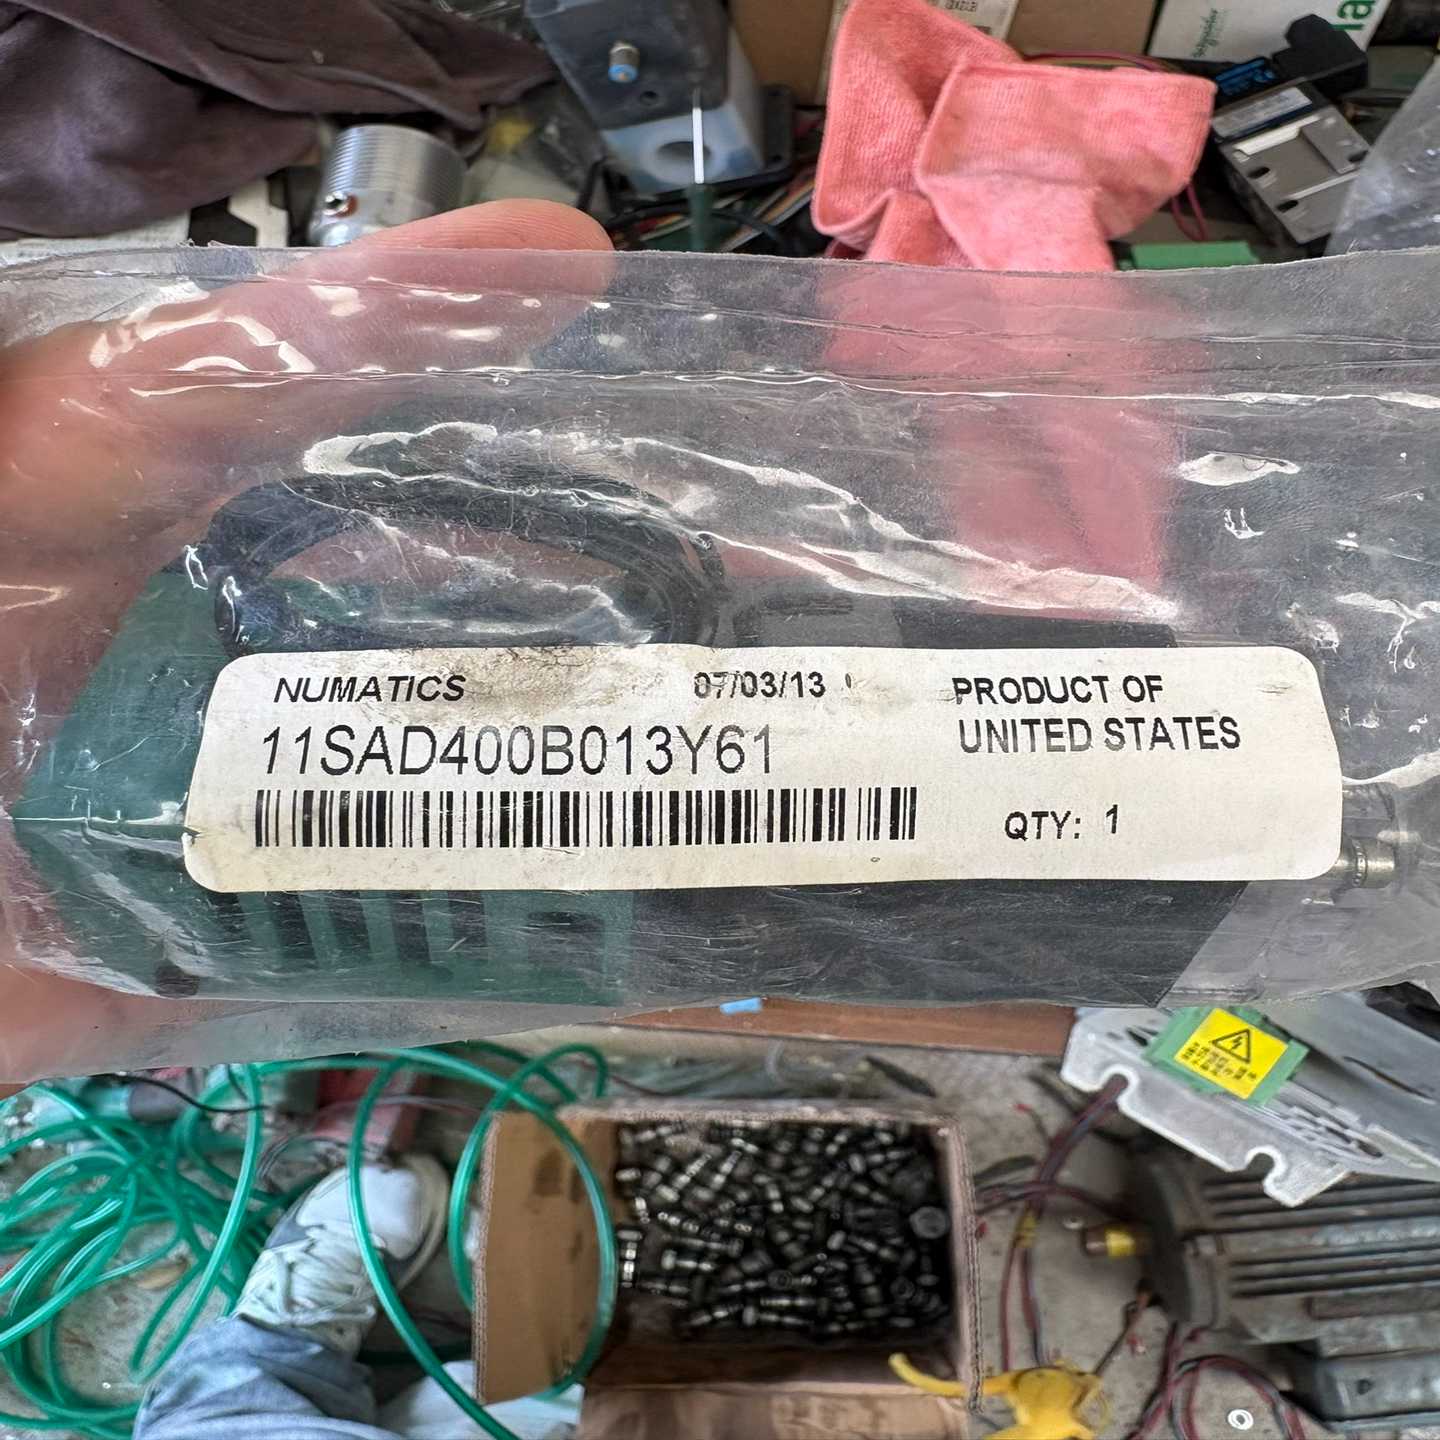 NUMATICS 07/03/13 PRODUCT OF
11SAD400B013Y61 UNITED STATES
QTY: 1